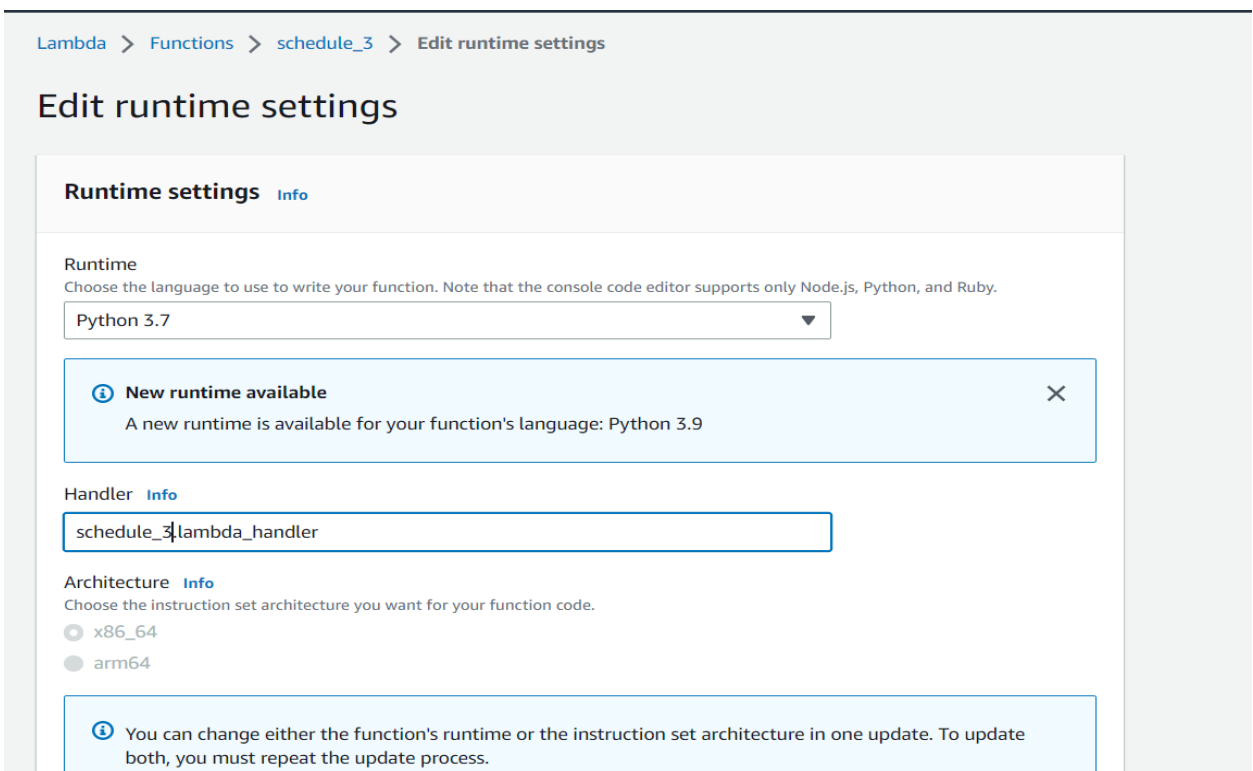 Lambda > Functions > schedule_3 > Edit runtime settings
Edit runtime settings
Runtime settings Info
Runtime
Choose the language to use to write your function. Note that the console code editor supports only Node.js, Python, and Ruby.
Python 3.7
New runtime available
A new runtime is available for your function's language: Python 3.9
Handler Info
schedule_3.lambda_handler
Architecture Info
Choose the instruction set architecture you want for your function code.
x86_64
arm64
You can change either the function's runtime or the instruction set architecture in one update. To update
both, you must repeat the update process.